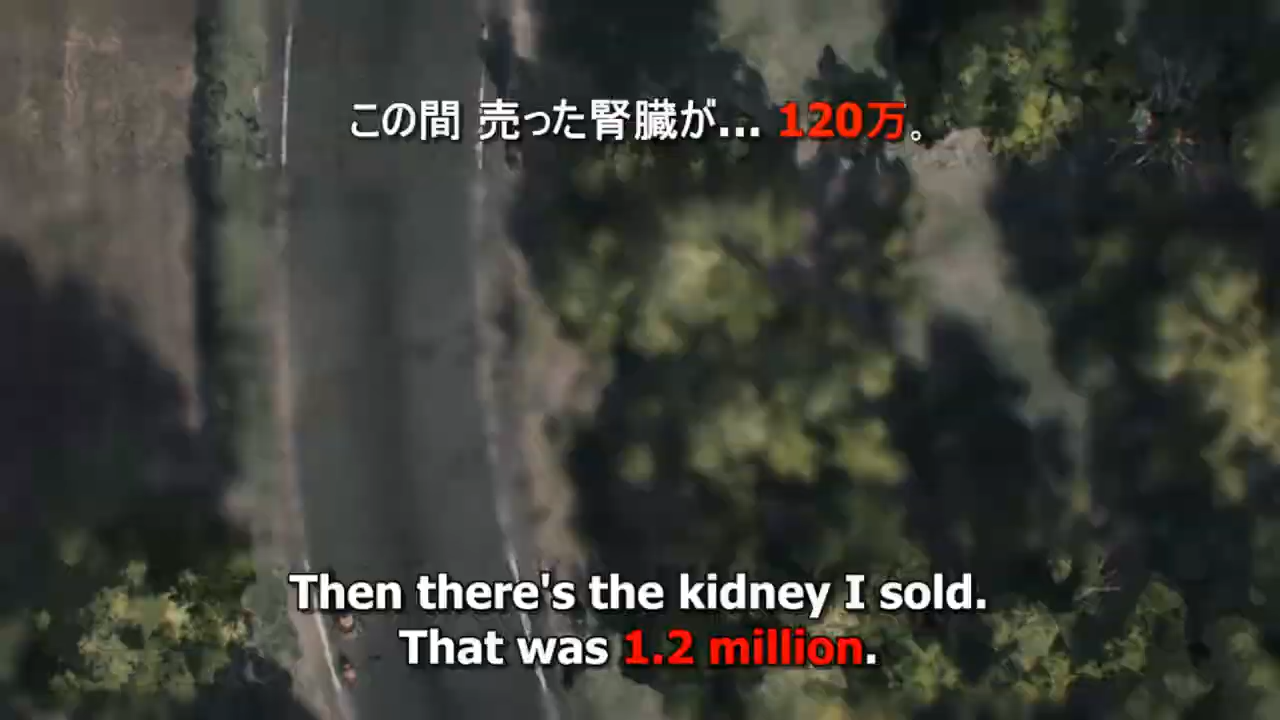 この間 売った腎臓が... 120万。
Then there's the kidney I sold.
That was 1.2 million.